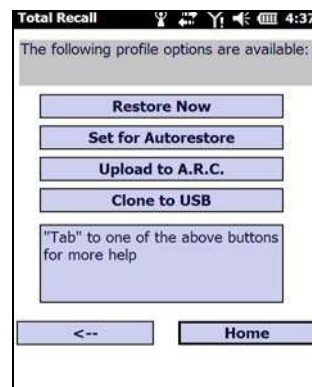 Total Recall 4:37
The following profile options are available:
Restore Now
Set for Autorestore
Upload to A.R.C.
Clone to USB
"Tab" to one of the above buttons
for more help
<-- Home